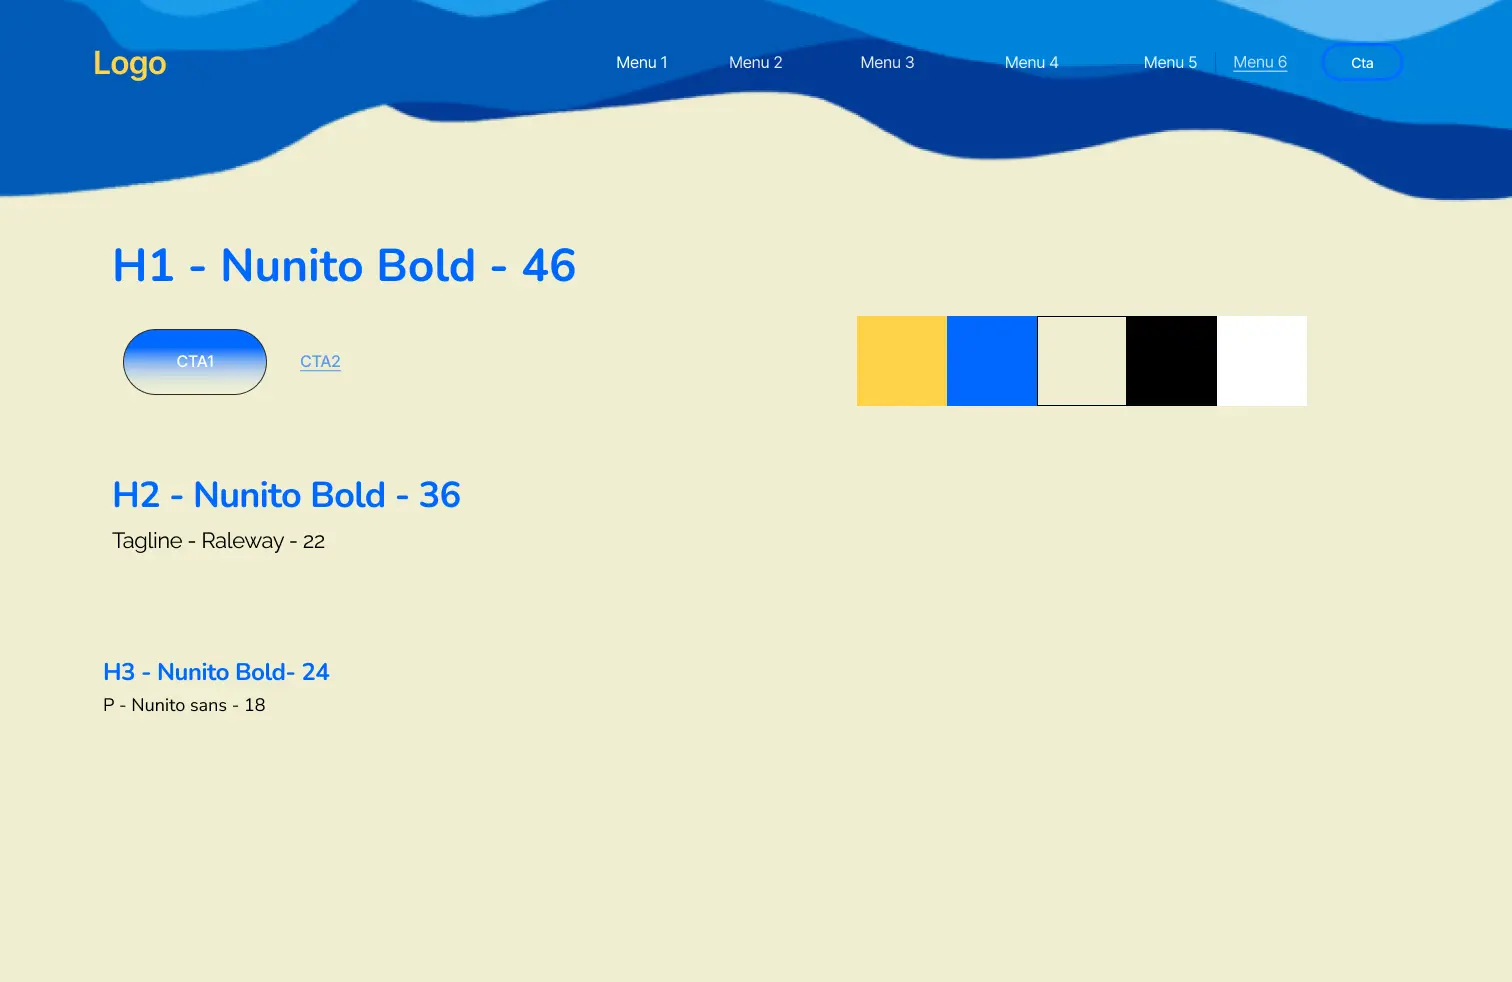 Logo
Menu 1 Menu 2 Menu 3 Menu 4 Menu 5 Menu 6 Cta
H1 - Nunito Bold - 46
CTA1 CTA2
H2 - Nunito Bold - 36
Tagline - Raleway - 22
H3 - Nunito Bold- 24
P - Nunito sans - 18